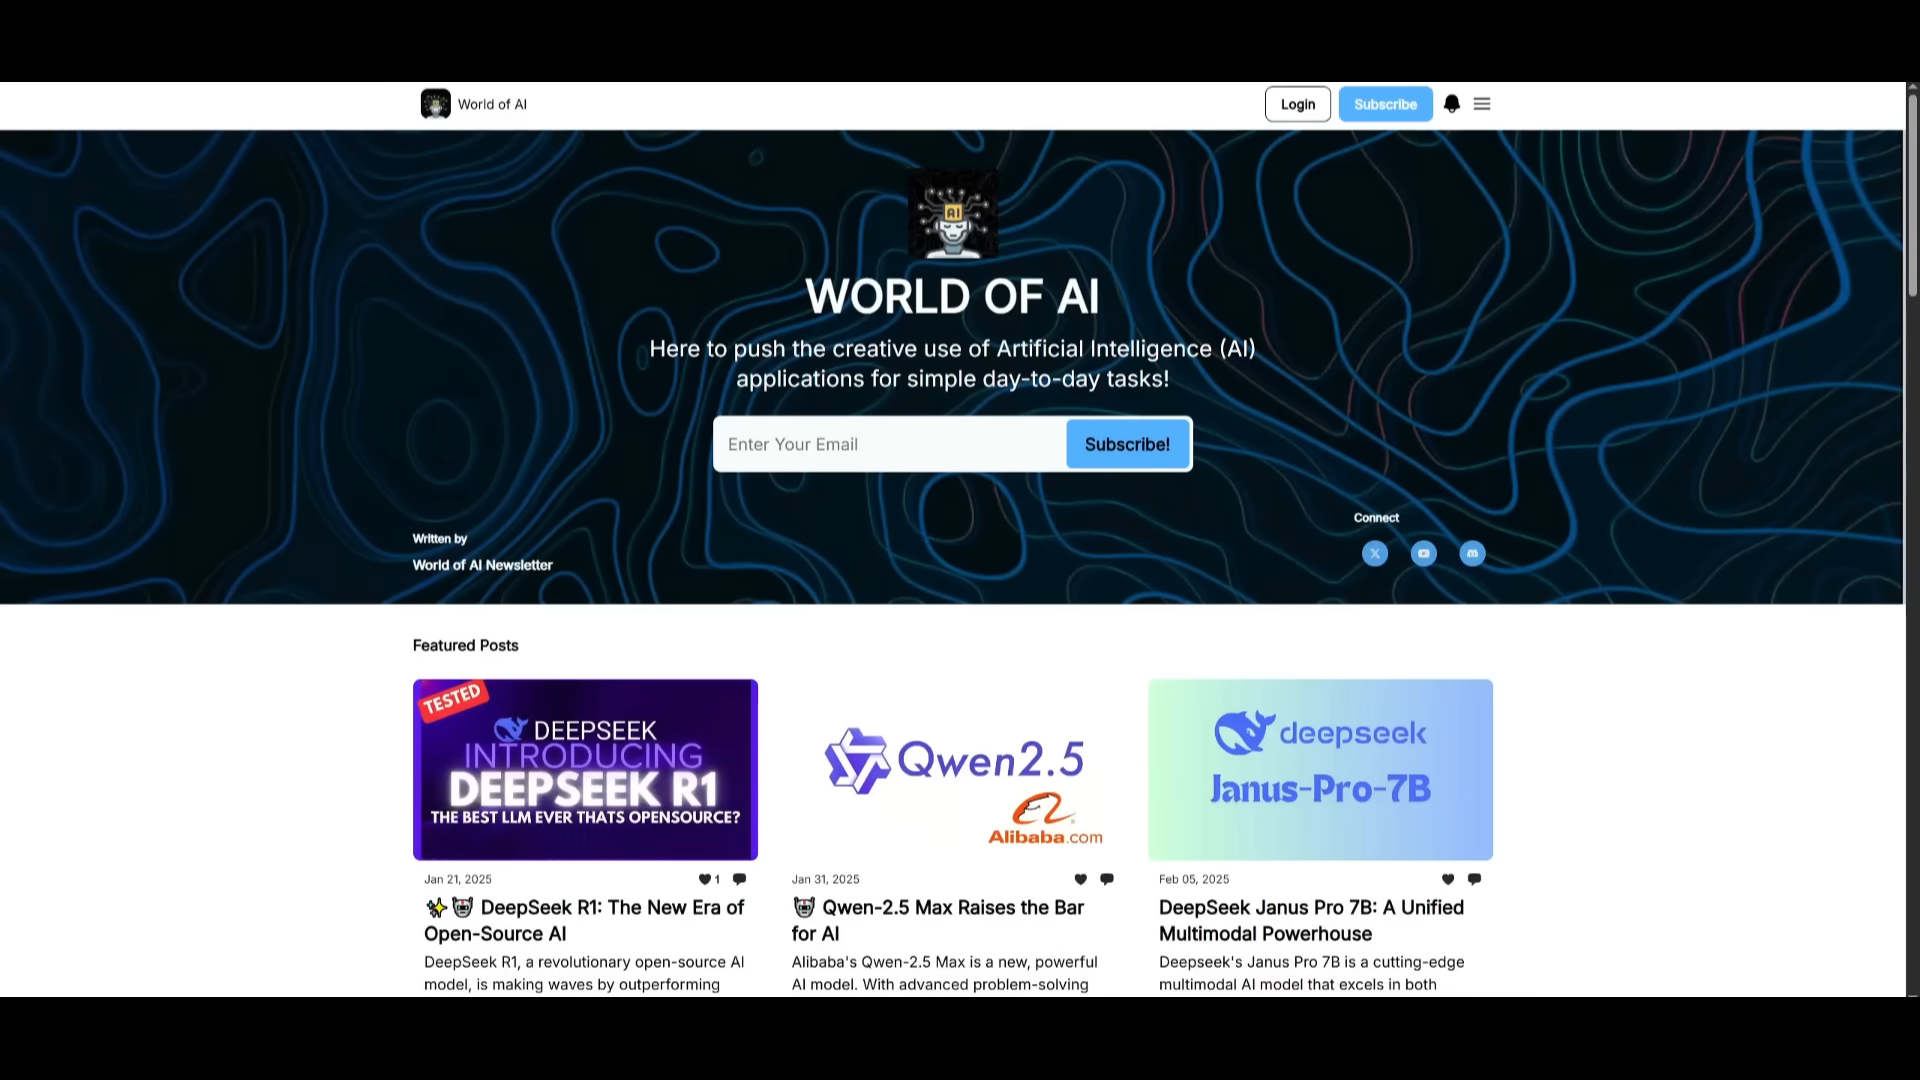 World of AI
Login
Subscribe
AI
WORLD OF AI
Here to push the creative use of Artificial Intelligence (AI)
applications for simple day-to-day tasks!
Enter Your Email
Subscribe!
Written by
World of AI Newsletter
Connect
Featured Posts
TESTED
DEEPSEEK
INTRODUCING
DEEPSEEK R1
THE BEST LLM EVER THATS OPENSOURCE?
Qwen2.5
Alibaba.com
deepseek
Janus-Pro-7B
Jan 21, 2025
1
DeepSeek R1: The New Era of
Open-Source AI
DeepSeek R1, a revolutionary open-source AI
model, is making waves by outperforming
Jan 31, 2025
Qwen-2.5 Max Raises the Bar
for AI
Alibaba's Qwen-2.5 Max is a new, powerful
AI model. With advanced problem-solving
Feb 05, 2025
DeepSeek Janus Pro 7B: A Unified
Multimodal Powerhouse
Deepseek's Janus Pro 7B is a cutting-edge
multimodal AI model that excels in both